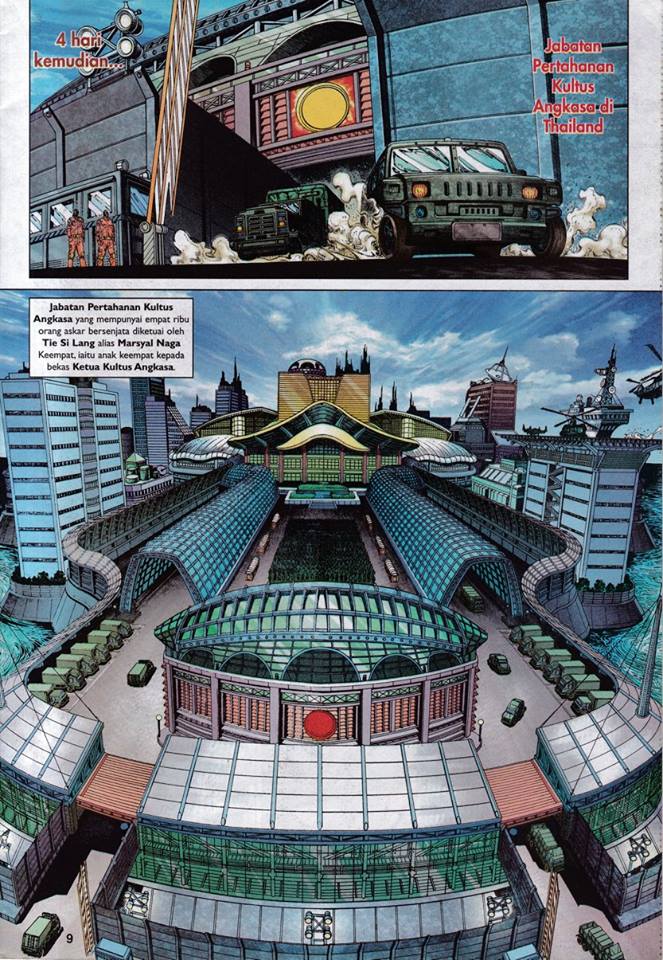 4 hari
kemudian...
Jabatan
Pertahanan
Kultus
Angkasa di
Thailand
Jabatan Pertahanan Kultus
Angkasa yang mempunyai empat ribu
orang askar bersenjata diketuai oleh
Tie Si Lang alias Marsyal Naga
Keempat, iaitu anak keempat kepada
bekas Ketua Kultus Angkasa.
9